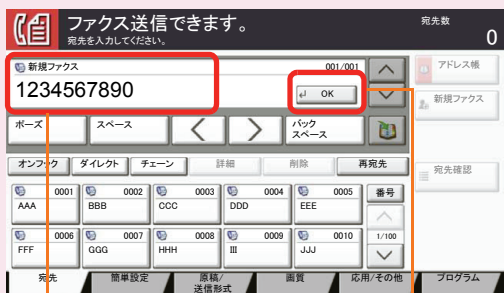 ファクス送信できます。
宛先を入力してください。
宛先数
0
新規ファクス
001/001
1234567890
OK
アドレス帳
新規ファクス
宛先確認
ポーズ
スペース
バック
スペース
オンフック
ダイレクト
チェーン
詳細
削除
再宛先
0001
AAA
0002
BBB
0003
CCC
0004
DDD
0005
EEE
番号
0006
FFF
0007
GGG
0008
HHH
0009
III
0010
JJJ
1/100
宛先
簡単設定
原稿/
送信形式
画質
応用/その他
プログラム